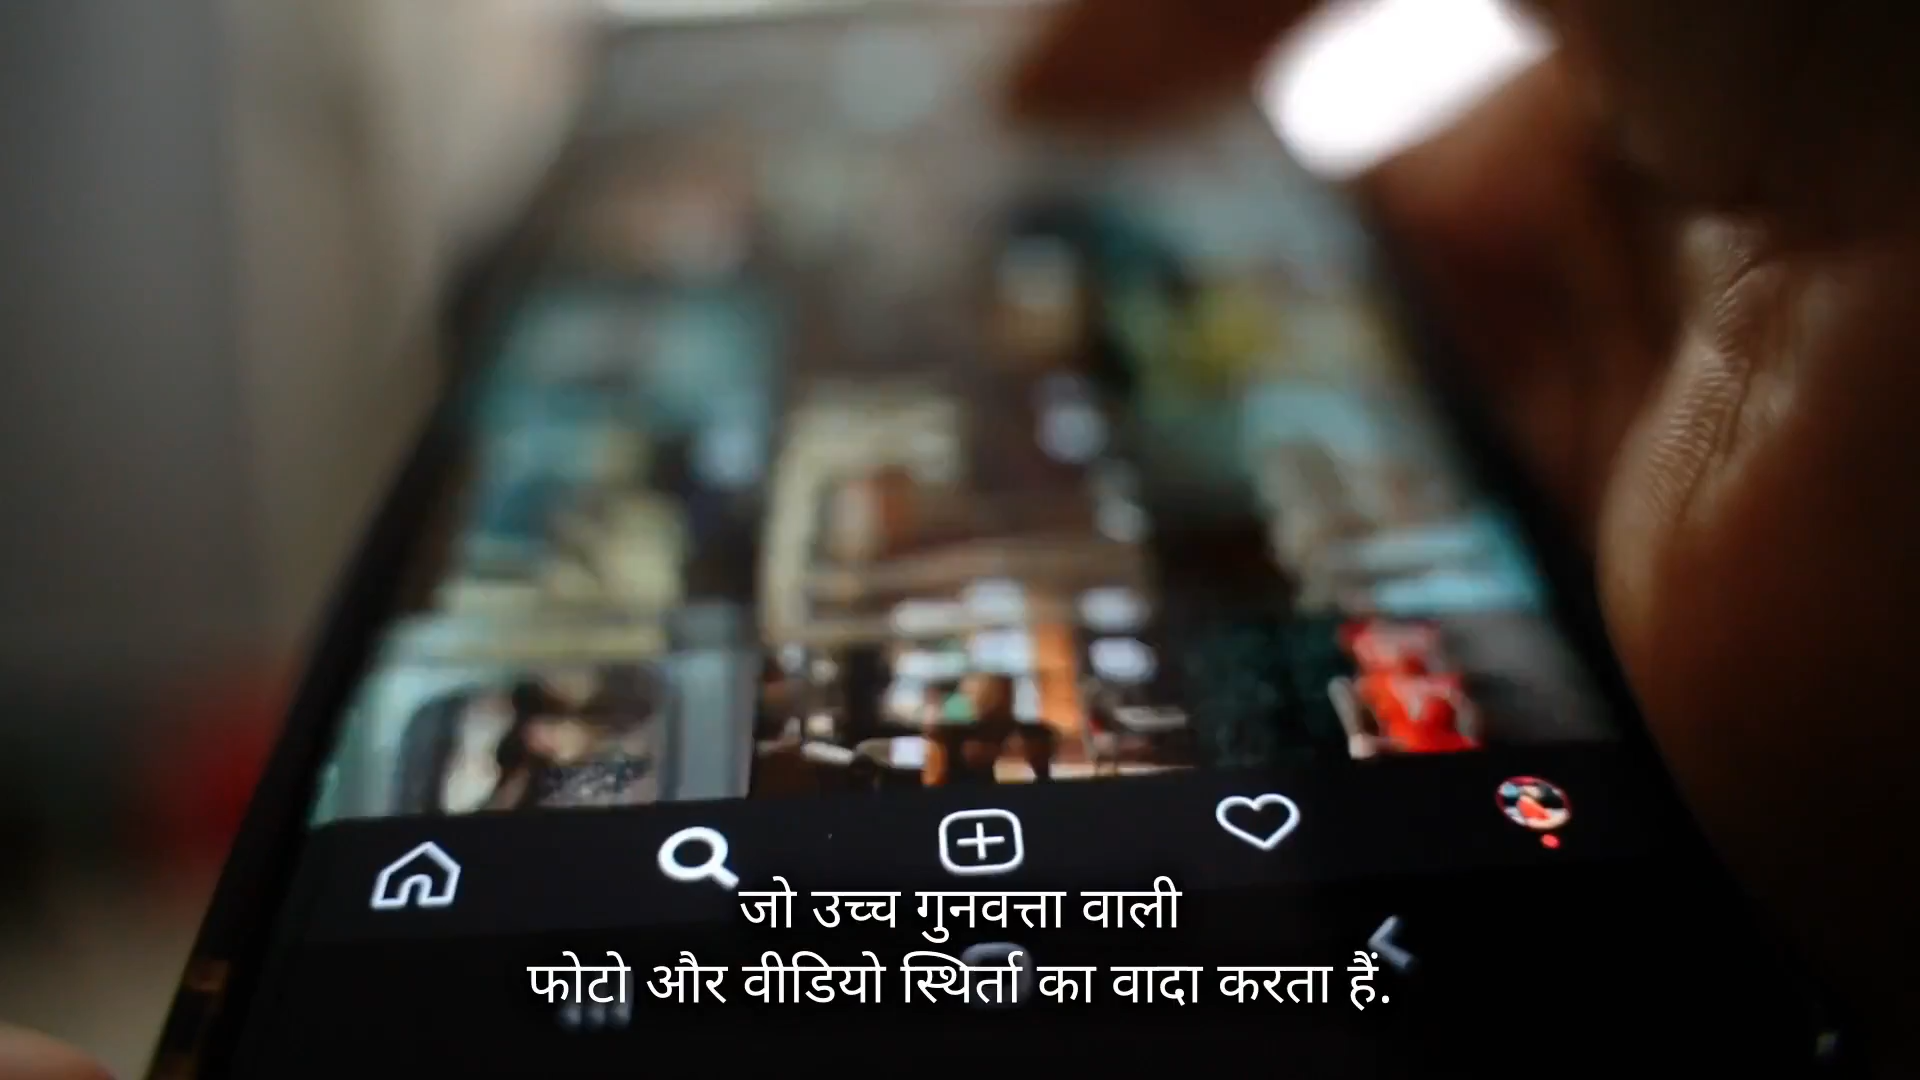 जो उच्च गुनवत्ता वाली
फोटो और वीडियो स्थिर्ता का वादा करता हैं.